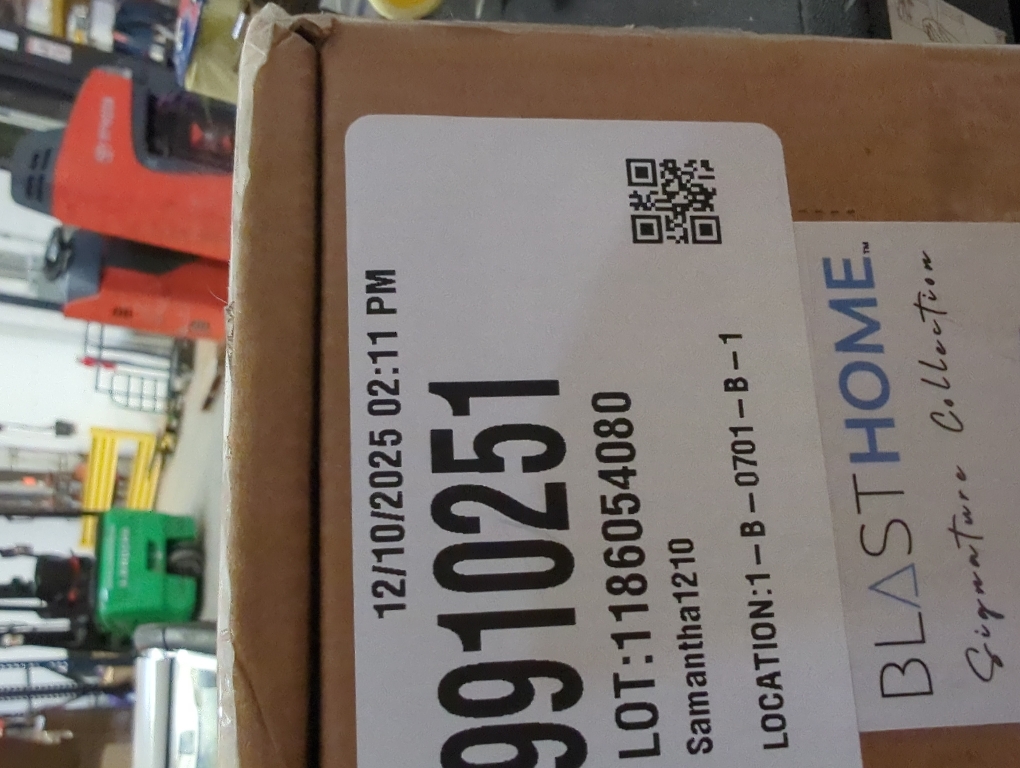 12/10/2025 02:11 PM
9910251
LOT:1186054080
Samantha1210
LOCATION:1-B-0701-B-1
BLASTHOME™
Signature Collection